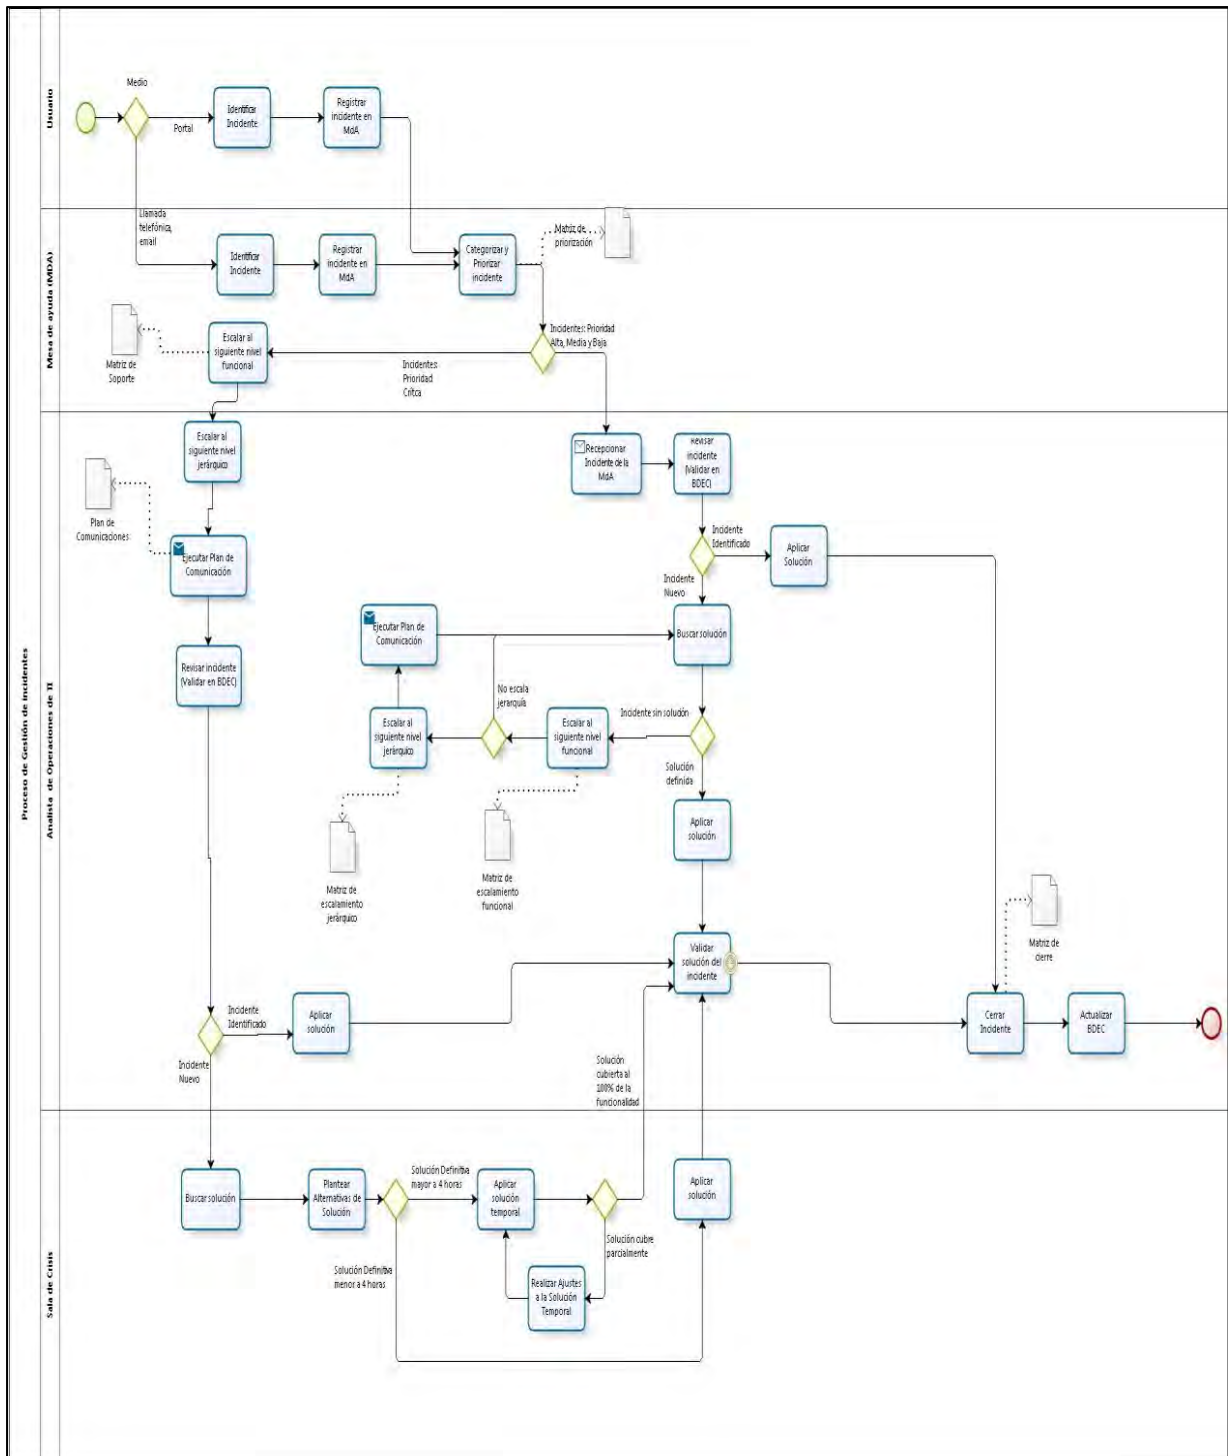 Proceso de Gestión de incidentes
Usuario
Medio
Portal
Identificar
Incidente
Registrar
incidente en
MdA
Llamada
telefónica,
email
Mesa de ayuda (MDA)
Identificar
Incidente
Registrar
incidente en
MdA
Categorizar y
Priorizar
incidente
Matriz de
priorización
Incidentes: Prioridad
Alta, Media y Baja
Incidentes:
Prioridad
Crítca
Escalar al
siguiente nivel
funcional
Matriz de
Soporte
Analista de Operaciones de TI
Escalar al
siguiente nivel
jerárquico
Plan de
Comunicaciones
Ejecutar Plan de
Comunicación
Revisar incidente
(Validar en BDEC)
Recepcionar
Incidente de la
MdA
Revisar
incidente
(Validar en
BDEC)
Incidente
Identificado
Aplicar
Solución
Incidente
Nuevo
Buscar solución
Ejecutar Plan de
Comunicación
No escala
jerarquía
Escalar al
siguiente nivel
jerárquico
Escalar al
siguiente nivel
funcional
Incidente sin solución
Solución
definida
Aplicar
solución
Matriz de
escalamiento
jerárquico
Matriz de
escalamiento
funcional
Validar
solución del
incidente
Matriz de
cierre
Cerrar
Incidente
Actualizar
BDEC
Incidente
Identificado
Aplicar
solución
Incidente
Nuevo
Solución
cubierta al
100% de la
funcionalidad
Sala de Crisis
Buscar solución
Plantear
Alternativas de
Solución
Solución Definitiva
mayor a 4 horas
Aplicar
solución
temporal
Solución cubre
parcialmente
Realizar Ajustes
a la Solución
Temporal
Solución Definitiva
menor a 4 horas
Aplicar
solución